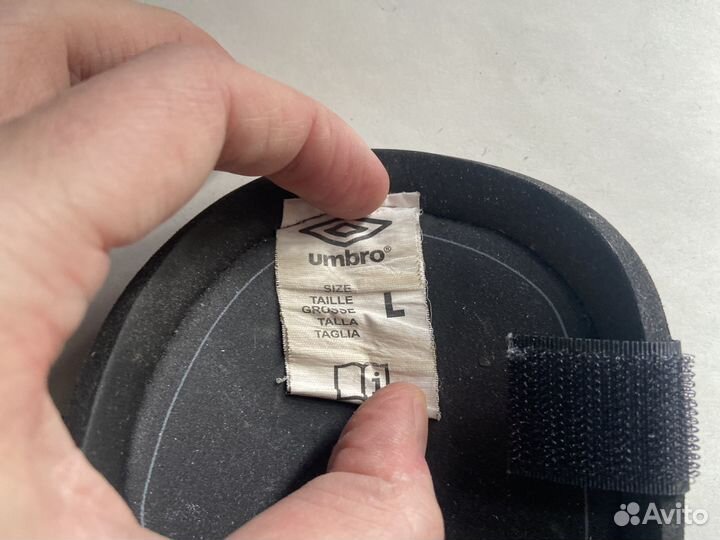 umbro®
SIZE
TAILLE
GROSSE
TALLA
TAGLIA
L
i
Avito